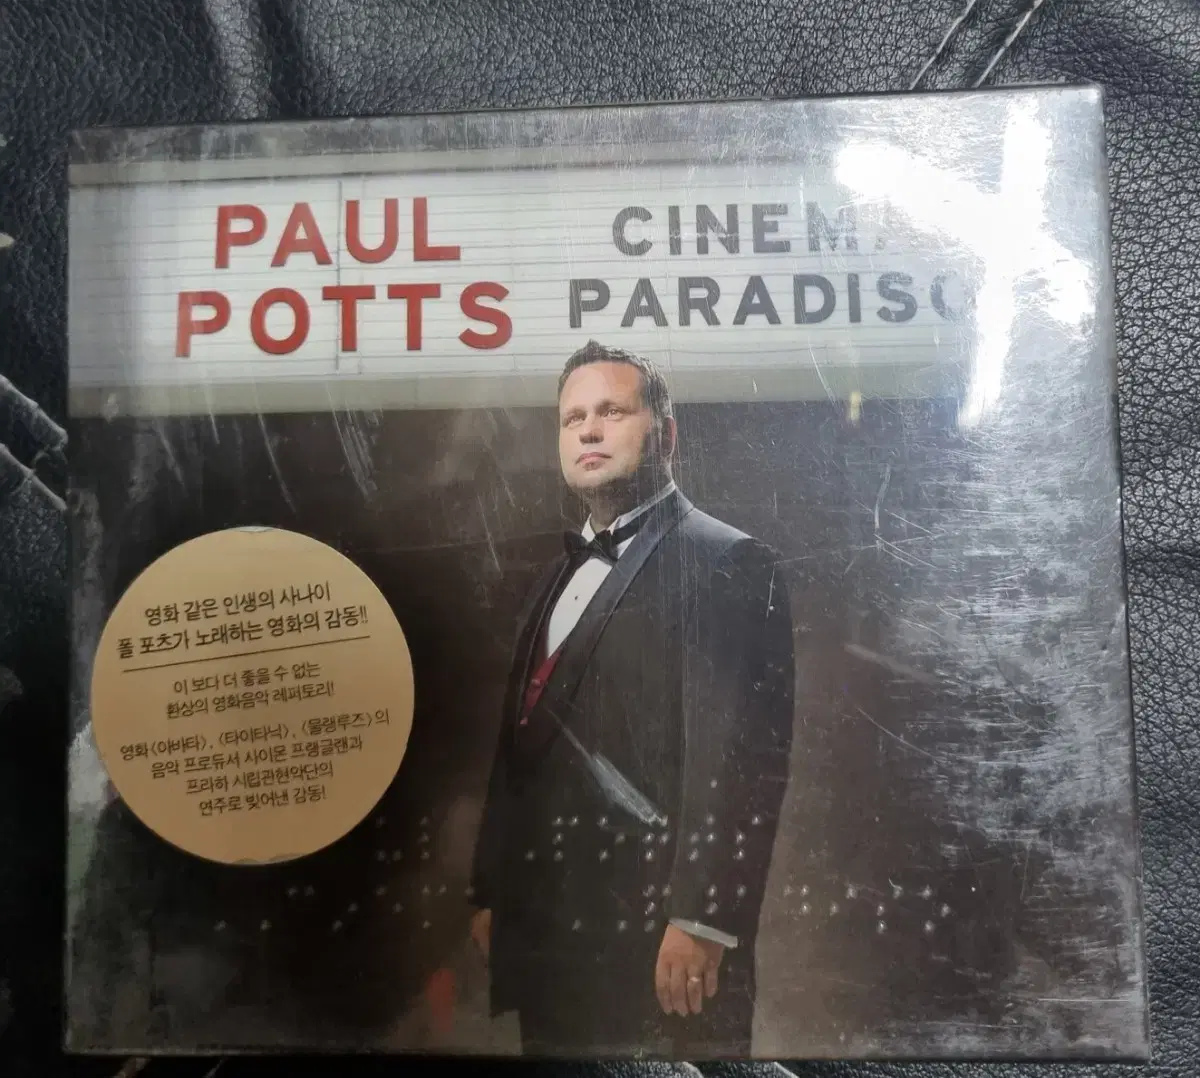 PAUL
POTTS
CINEMA
PARADISO
영화 같은 인생의 사나이
폴 포츠가 노래하는 영화의 감동!!
이 보다 더 좋을 수 없는
환상의 영화음악 레퍼토리!
영화〈아바타〉, 〈타이타닉〉, 〈물랭루즈〉의
음악 프로듀서 사이몬 프랭글랜과
프라하 시립관현악단의
연주로 빚어낸 감동!